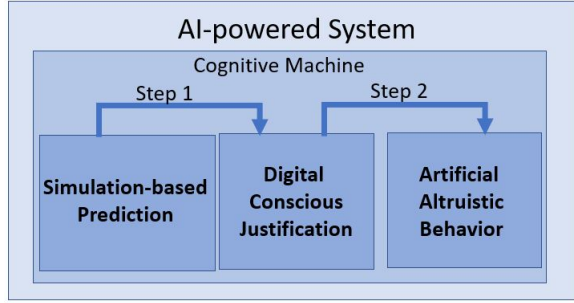 AI-powered System
Cognitive Machine
Step 1
Step 2
Simulation-based
Prediction
Digital
Conscious
Justification
Artificial
Altruistic
Behavior